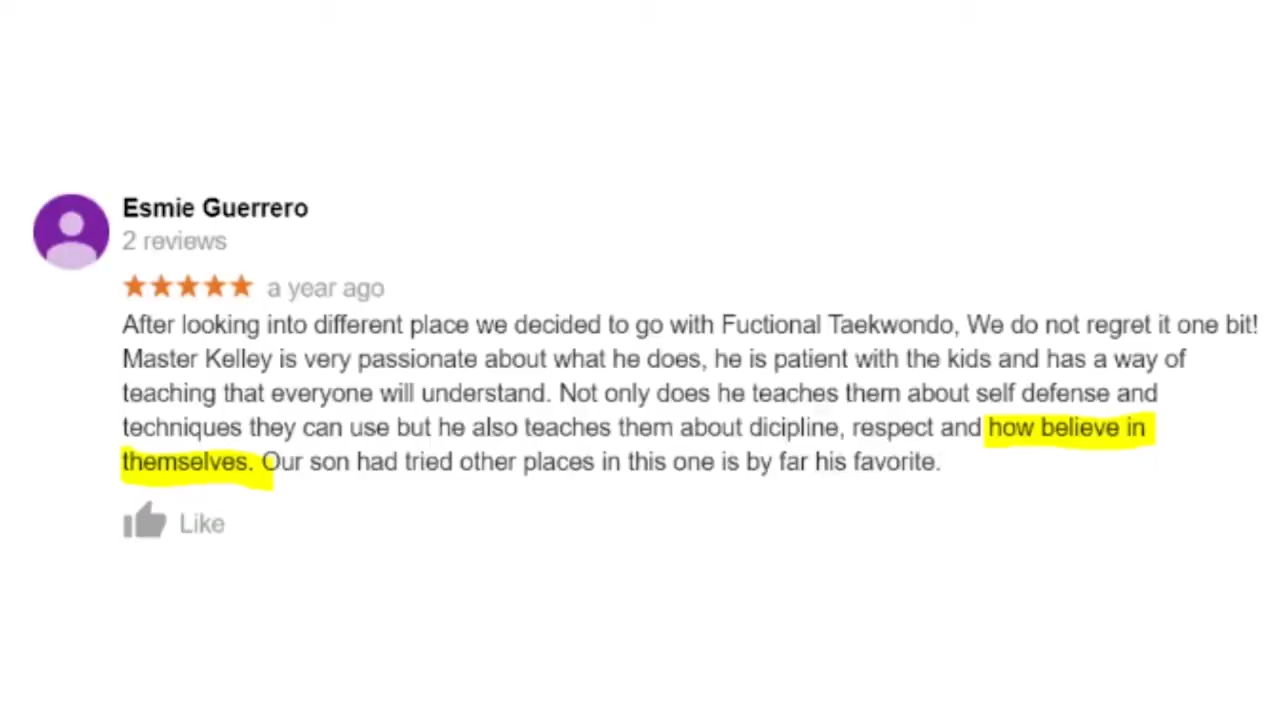 Esmie Guerrero
2 reviews
a year ago
After looking into different place we decided to go with Fuctional Taekwondo, We do not regret it one bit!
Master Kelley is very passionate about what he does, he is patient with the kids and has a way of
teaching that everyone will understand. Not only does he teaches them about self defense and
techniques they can use but he also teaches them about dicipline, respect and how believe in
themselves. Our son had tried other places in this one is by far his favorite.
Like